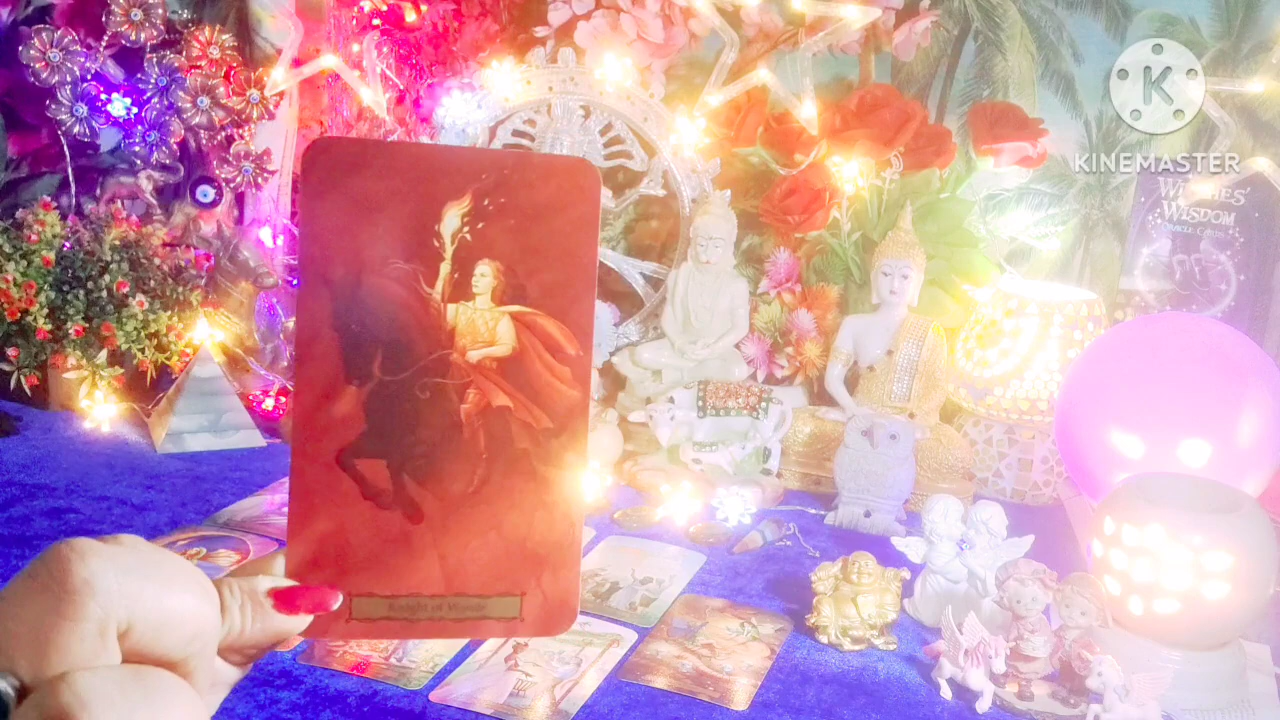 K
KINEMASTER
WITCHES'
WISDOM
ORACLE CARDS
Knight of Wands